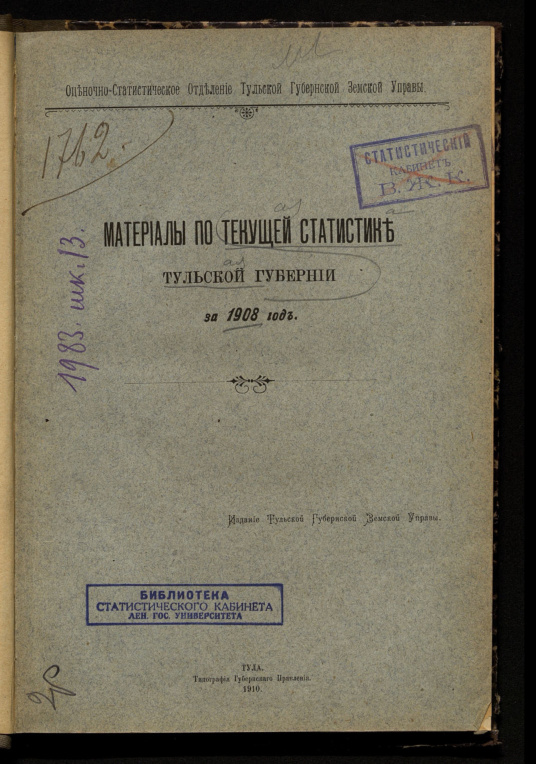 Оцѣночно-Статистическое Отдѣленіе Тульской Губернской Земской Управы.
1762.
СТАТИСТИЧЕСКІЙ
КАБИНЕТЪ
В. Ж. К.
МАТЕРІАЛЫ ПО ТЕКУЩЕЙ СТАТИСТИКѢ
ТУЛЬСКОЙ ГУБЕРНІИ
за 1908 годъ.
1983. шк. 13.
Изданіе Тульской Губернской Земской Управы.
БИБЛИОТЕКА
СТАТИСТИЧЕСКОГО КАБИНЕТА
ЛЕН. ГОС. УНИВЕРСИТЕТА
ТУЛА.
Типографія Губернскаго Правленія.
1910.